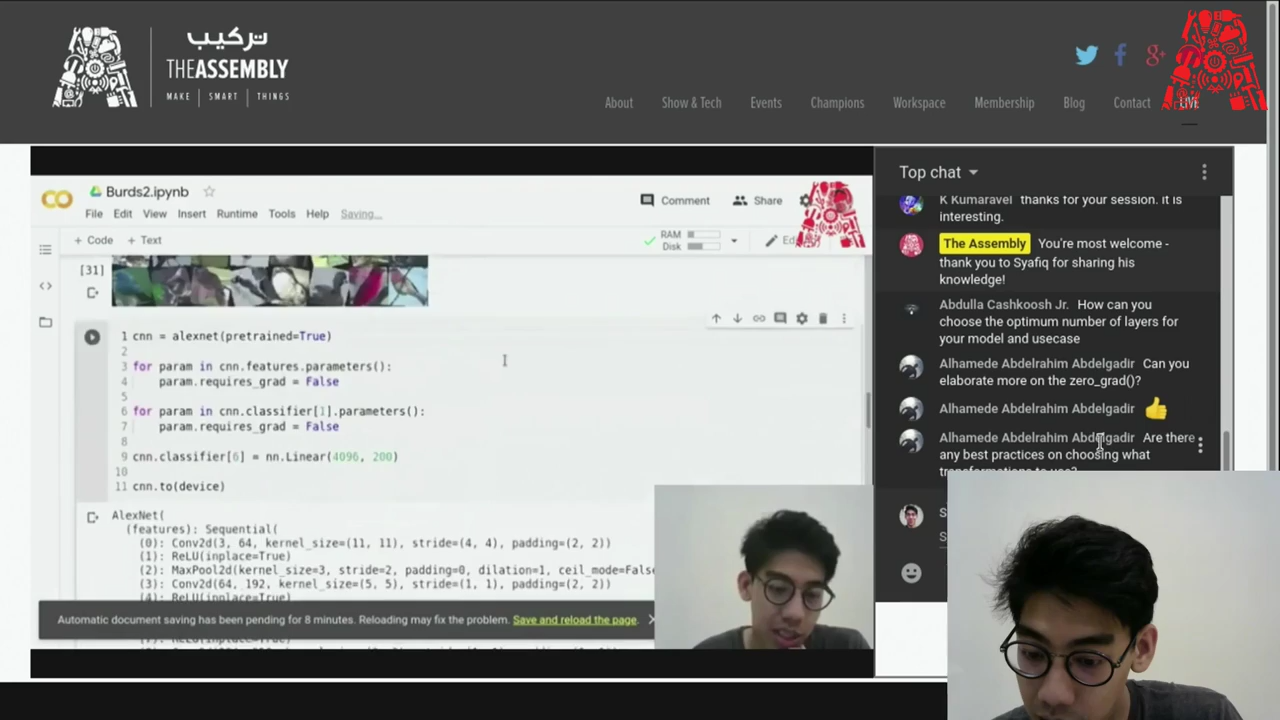 تركيب
THEASSEMBLY
MAKE | SMART | THINGS
About Show & Tech Events Champions Workspace Membership Blog Contact LIVE
Burds2.ipynb
Comment Share
File Edit View Insert Runtime Tools Help Saving...
+ Code + Text
RAM
Disk
[31]
1 cnn = alexnet(pretrained=True)
2
3 for param in cnn.features.parameters():
4 param.requires_grad = False
5
6 for param in cnn.classifier[1].parameters():
7 param.requires_grad = False
8
9 cnn.classifier[6] = nn.Linear(4096, 200)
10
11 cnn.to(device)
AlexNet(
(features): Sequential(
(0): Conv2d(3, 64, kernel_size=(11, 11), stride=(4, 4), padding=(2, 2))
(1): ReLU(inplace=True)
(2): MaxPool2d(kernel_size=3, stride=2, padding=0, dilation=1, ceil_mode=False
(3): Conv2d(64, 192, kernel_size=(5, 5), stride=(1, 1), padding=(2, 2))
(4): ReLU(inplace=True)
Automatic document saving has been pending for 8 minutes. Reloading may fix the problem. Save and reload the page.
Top chat
K Kumaravel thanks for your session. it is
interesting.
The Assembly You're most welcome -
thank you to Syafiq for sharing his
knowledge!
Abdulla Cashkoosh Jr. How can you
choose the optimum number of layers for
your model and usecase
Alhamede Abdelrahim Abdelgadir Can you
elaborate more on the zero_grad()?
Alhamede Abdelrahim Abdelgadir 👍
Alhamede Abdelrahim Abdelgadir Are there
any best practices on choosing what
transformations to use?